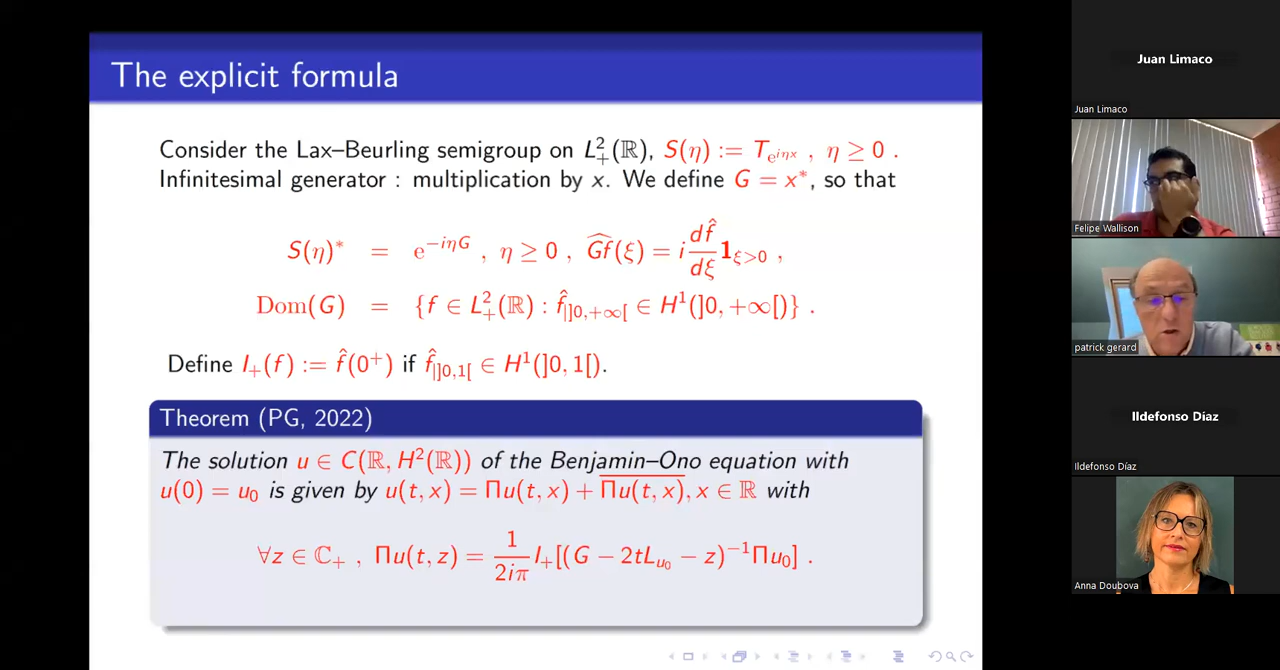 The explicit formula
Consider the Lax–Beurling semigroup on L²₊(ℝ), S(η) := T_{e^{iηx}} , η ≥ 0 .
Infinitesimal generator : multiplication by x. We define G = x*, so that
S(η)* = e^{−iηG} , η ≥ 0 , \widehat{Gf}(ξ) = i \frac{d\hat{f}}{dξ} 1_{ξ>0} ,
Dom(G) = {f ∈ L²₊(ℝ) : \hat{f}_{|]0,+∞[} ∈ H¹(]0, +∞[)} .
Define I₊(f) := \hat{f}(0⁺) if \hat{f}_{|]0,1[} ∈ H¹(]0, 1[).
Theorem (PG, 2022)
The solution u ∈ C(ℝ, H²(ℝ)) of the Benjamin–Ono equation with
u(0) = u₀ is given by u(t, x) = Πu(t, x) + \overline{Πu(t, x)}, x ∈ ℝ with
∀z ∈ ℂ₊ , Πu(t, z) = \frac{1}{2iπ} I₊[(G − 2tL_{u₀} − z)^{−1}Πu₀] .
Juan Limaco
Juan Limaco
Felipe Wallison
patrick gerard
Ildefonso Díaz
Ildefonso Díaz
Anna Doubova